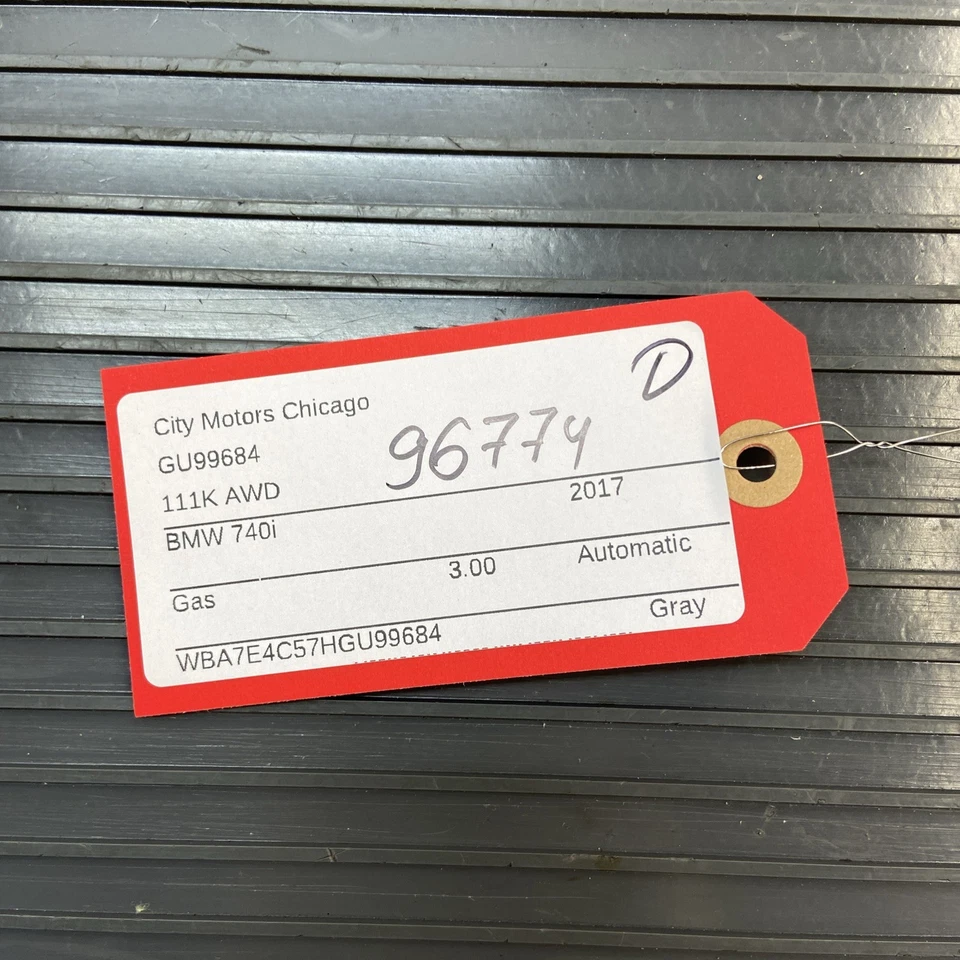 City Motors Chicago
D
GU99684
96774
111K AWD
BMW 740i 2017
Gas 3.00 Automatic
WBA7E4C57HGU99684 Gray